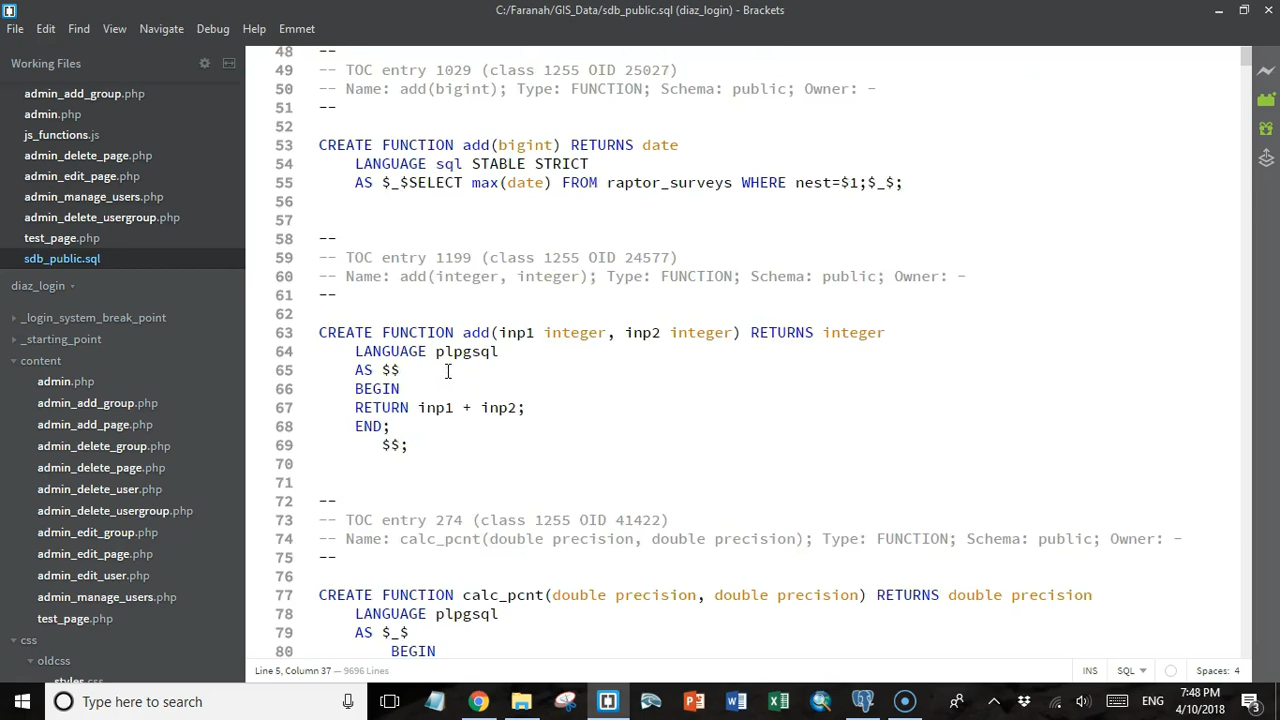 C:/Faranah/GIS_Data/sdb_public.sql (diaz_login) - Brackets
File Edit Find View Navigate Debug Help Emmet
Working Files
admin_add_group.php
admin.php
js_functions.js
admin_delete_page.php
admin_edit_page.php
admin_manage_users.php
admin_delete_usergroup.php
test_page.php
sdb_public.sql
diaz_login
_login_system_break_point
_starting_point
content
admin.php
admin_add_group.php
admin_add_page.php
admin_delete_group.php
admin_delete_page.php
admin_delete_user.php
admin_delete_usergroup.php
admin_edit_group.php
admin_edit_page.php
admin_edit_user.php
admin_manage_users.php
test_page.php
css
oldcss
styles.css
48 --
49 -- TOC entry 1029 (class 1255 OID 25027)
50 -- Name: add(bigint); Type: FUNCTION; Schema: public; Owner: -
51 --
52
53 CREATE FUNCTION add(bigint) RETURNS date
54 LANGUAGE sql STABLE STRICT
55 AS $_$SELECT max(date) FROM raptor_surveys WHERE nest=$1;$_$;
56
57
58 --
59 -- TOC entry 1199 (class 1255 OID 24577)
60 -- Name: add(integer, integer); Type: FUNCTION; Schema: public; Owner: -
61 --
62
63 CREATE FUNCTION add(inp1 integer, inp2 integer) RETURNS integer
64 LANGUAGE plpgsql
65 AS $$
66 BEGIN
67 RETURN inp1 + inp2;
68 END;
69 $$;
70
71
72 --
73 -- TOC entry 274 (class 1255 OID 41422)
74 -- Name: calc_pcnt(double precision, double precision); Type: FUNCTION; Schema: public; Owner: -
75 --
76
77 CREATE FUNCTION calc_pcnt(double precision, double precision) RETURNS double precision
78 LANGUAGE plpgsql
79 AS $_$
80 BEGIN
Line 5, Column 37 — 9696 Lines
INS SQL Spaces: 4
Type here to search
ENG
7:48 PM
4/10/2018
3